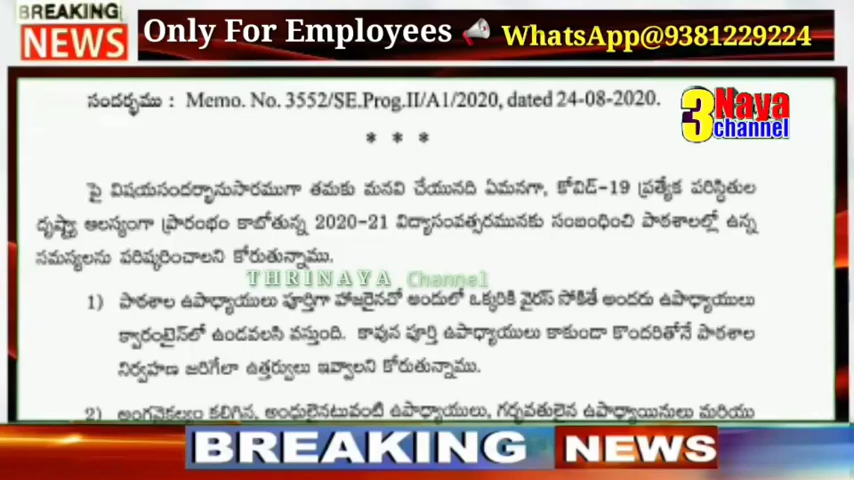 BREAKING
NEWS
Only For Employees
WhatsApp@9381229224
సందర్భము : Memo. No. 3552/SE.Prog.II/A1/2020, dated 24-08-2020.
3 Naya
channel
* * *
పై విషయసందర్భానుసారముగా తమకు మనవి చేయునది ఏమనగా, కోవిడ్-19 ప్రత్యేక పరిస్థితుల
దృష్ట్యా ఆలస్యంగా ప్రారంభం కాబోతున్న 2020-21 విద్యాసంవత్సరమునకు సంబంధించి పాఠశాలల్లో ఉన్న
సమస్యలను పరిష్కరించాలని కోరుతున్నాము.
THRINAYA Channel
1) పాఠశాల ఉపాధ్యాయులు పూర్తిగా హాజరైనచో అందులో ఒక్కరికి వైరస్ సోకితే అందరు ఉపాధ్యాయులు
క్వారంటైన్‌లో ఉండవలసి వస్తుంది. కావున పూర్తి ఉపాధ్యాయులు కాకుండా కొందరితోనే పాఠశాల
నిర్వహణ జరిగేలా ఉత్తర్వులు ఇవ్వాలని కోరుతున్నాము.
2) అంగవైకల్యం కలిగిన, అంధులైనటువంటి ఉపాధ్యాయులు, గర్భవతులైన ఉపాధ్యాయినులు మరియు
BREAKING NEWS